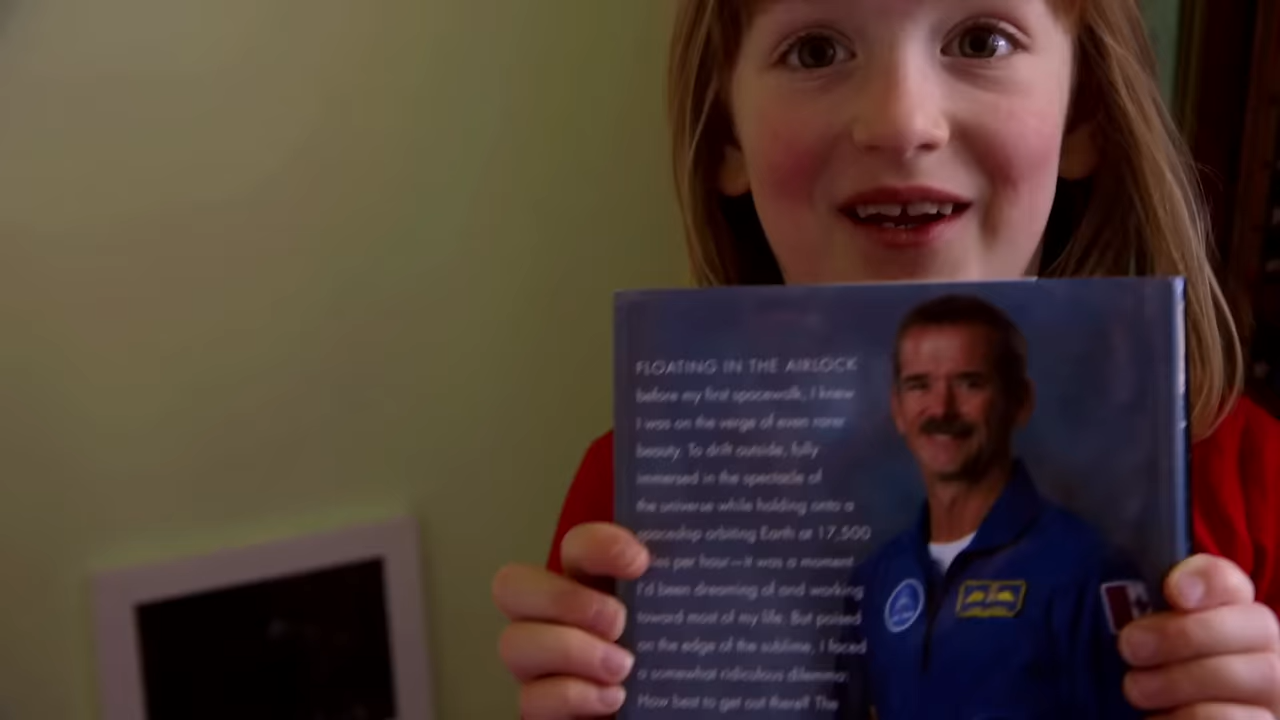 FLOATING IN THE AIRLOCK
before my first spacewalk, I knew
I was on the verge of even rarer
beauty. To drift outside, fully
immersed in the spectacle of
the universe while holding onto a
spaceship orbiting Earth at 17,500
per hour—it was a moment
I'd been dreaming of and working
toward most of my life. But poised
on the edge of the sublime, I faced
a somewhat ridiculous dilemma:
How best to get out there? The